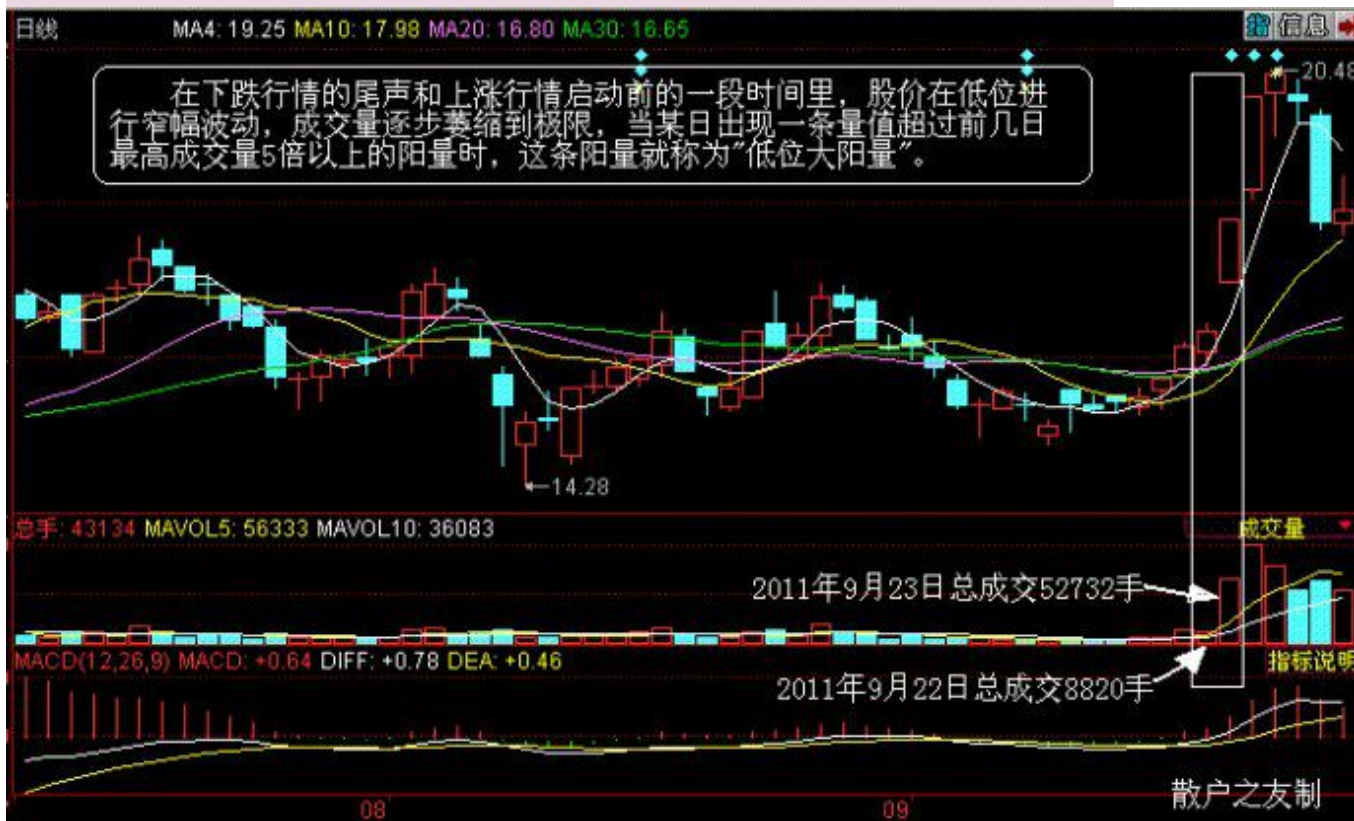 日线 MA4: 19.25 MA10: 17.98 MA20: 16.80 MA30: 16.65 指 信息
20.48
在下跌行情的尾声和上涨行情启动前的一段时间里，股价在低位进
行窄幅波动，成交量逐步萎缩到极限，当某日出现一条量值超过前几日
最高成交量5倍以上的阳量时，这条阳量就称为"低位大阳量"。
14.28
总手: 43134 MAVOL5: 56333 MAVOL10: 36083 成交量
2011年9月23日总成交52732手
MACD(12,26,9) MACD: +0.64 DIFF: +0.78 DEA: +0.46 指标说明
2011年9月22日总成交8820手
散户之友制
08 09